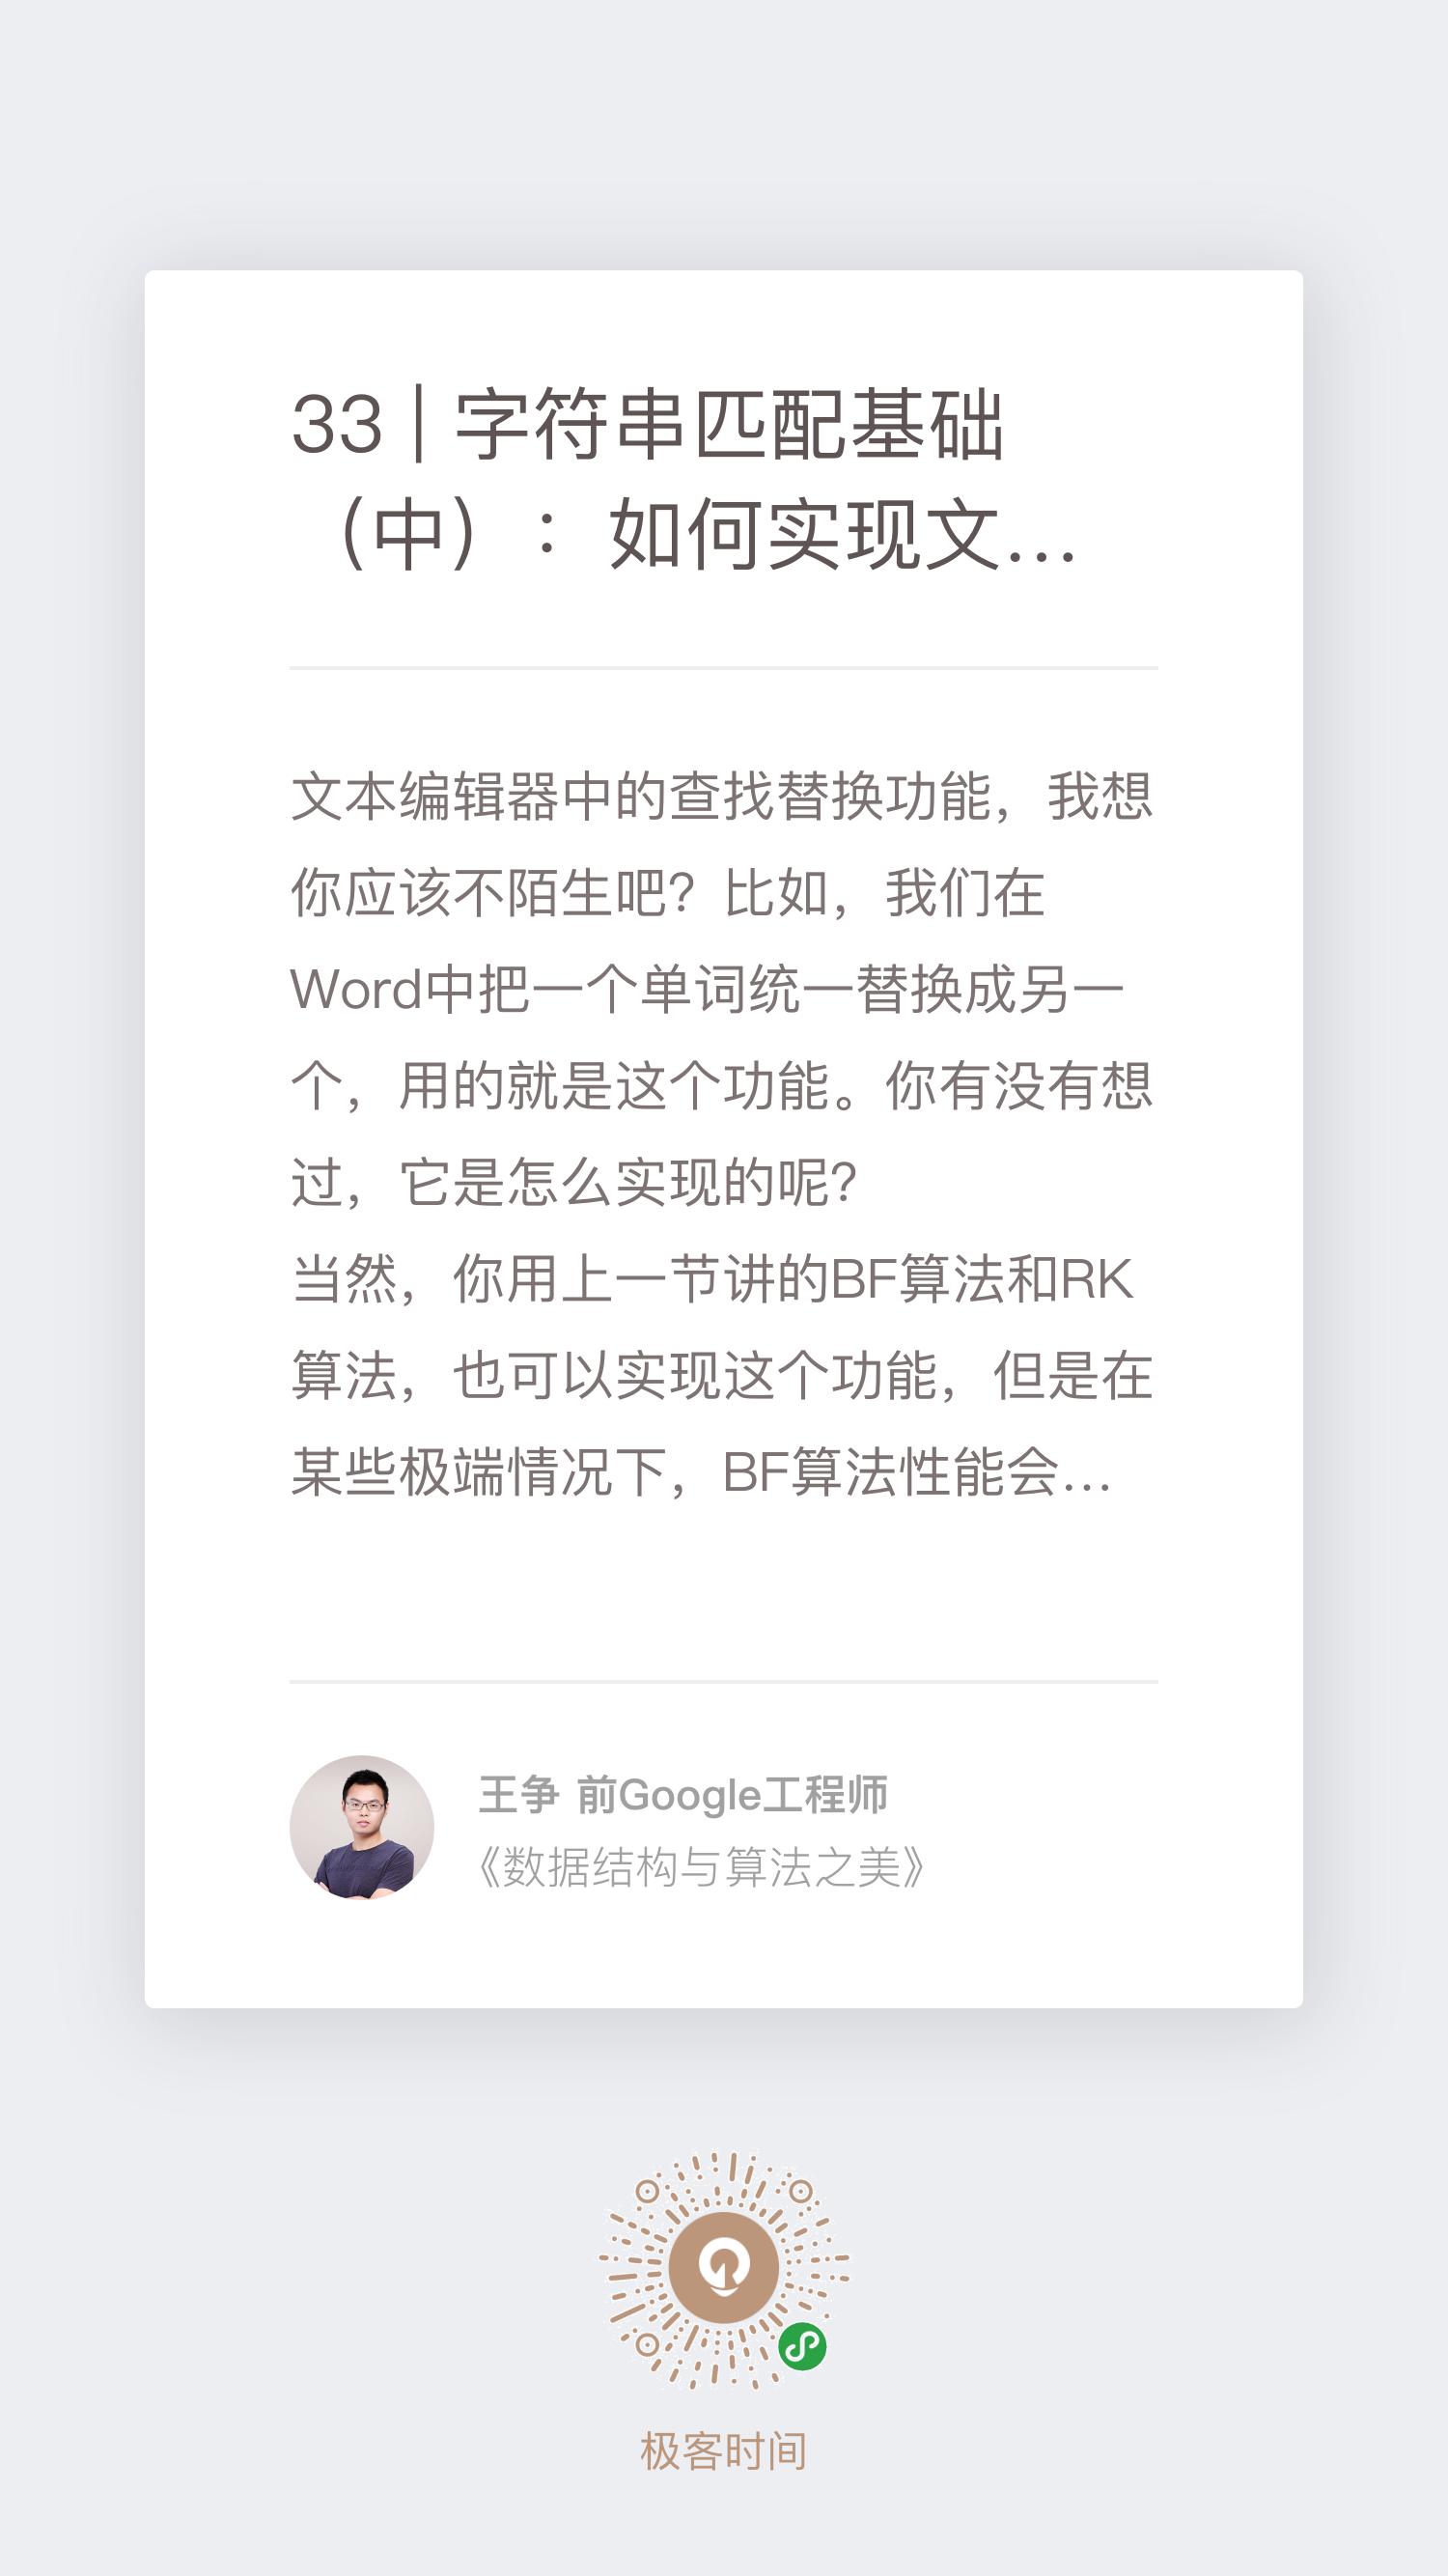 33 | 字符串匹配基础
（中）：如何实现文...
文本编辑器中的查找替换功能，我想
你应该不陌生吧？比如，我们在
Word中把一个单词统一替换成另一
个，用的就是这个功能。你有没有想
过，它是怎么实现的呢？
当然，你用上一节讲的BF算法和RK
算法，也可以实现这个功能，但是在
某些极端情况下，BF算法性能会...
王争 前Google工程师
《数据结构与算法之美》
极客时间